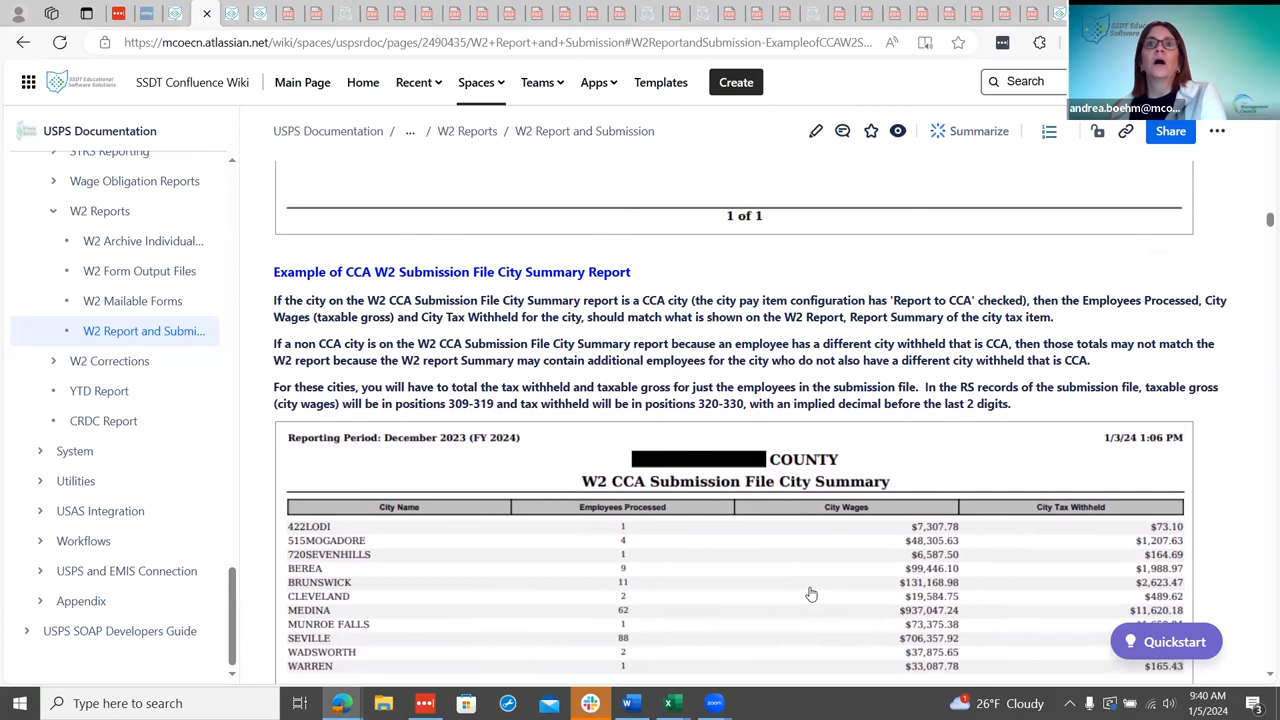 https://mcoecn.atlassian.net/wiki/spaces/uspsrdoc/pages/2916435/W2+Report+and+Submission#W2ReportandSubmission-ExampleofCCAW2S...
SSDT Confluence Wiki
Main Page
Home
Recent
Spaces
Teams
Apps
Templates
Create
Search
andrea.boehm@mco...
USPS Documentation
USPS Documentation / ... / W2 Reports / W2 Report and Submission
Summarize
Share
STRS Reporting
Wage Obligation Reports
W2 Reports
W2 Archive Individual...
W2 Form Output Files
W2 Mailable Forms
W2 Report and Submi...
W2 Corrections
YTD Report
CRDC Report
System
Utilities
USAS Integration
Workflows
USPS and EMIS Connection
Appendix
USPS SOAP Developers Guide
1 of 1
Example of CCA W2 Submission File City Summary Report
If the city on the W2 CCA Submission File City Summary report is a CCA city (the city pay item configuration has 'Report to CCA' checked), then the Employees Processed, City
Wages (taxable gross) and City Tax Withheld for the city, should match what is shown on the W2 Report, Report Summary of the city tax item.
If a non CCA city is on the W2 CCA Submission File City Summary report because an employee has a different city withheld that is CCA, then those totals may not match the
W2 report because the W2 report Summary may contain additional employees for the city who do not also have a different city withheld that is CCA.
For these cities, you will have to total the tax withheld and taxable gross for just the employees in the submission file. In the RS records of the submission file, taxable gross
(city wages) will be in positions 309-319 and tax withheld will be in positions 320-330, with an implied decimal before the last 2 digits.
Reporting Period: December 2023 (FY 2024) 1/3/24 1:06 PM
COUNTY
W2 CCA Submission File City Summary
City Name Employees Processed City Wages City Tax Withheld
422LODI 1 $7,307.78 $73.10
515MOGADORE 4 $48,305.63 $1,207.63
720SEVENHILLS 1 $6,587.50 $164.69
BEREA 9 $99,446.10 $1,988.97
BRUNSWICK 11 $131,168.98 $2,623.47
CLEVELAND 2 $19,584.75 $489.62
MEDINA 62 $937,047.24 $11,620.18
MUNROE FALLS 1 $73,375.38
SEVILLE 88 $706,357.92
WADSWORTH 2 $37,875.65
WARREN 1 $33,087.78 $165.43
Quickstart
Type here to search
26°F Cloudy
9:40 AM
1/5/2024
3